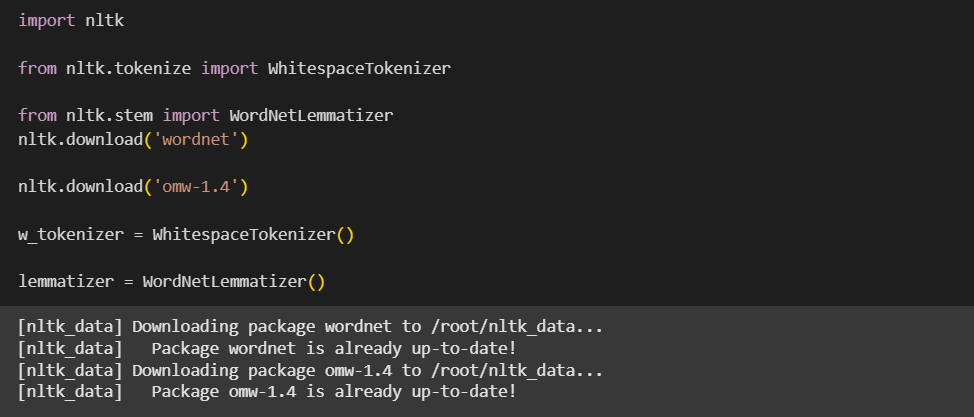 import nltk
from nltk.tokenize import WhitespaceTokenizer
from nltk.stem import WordNetLemmatizer
nltk.download('wordnet')
nltk.download('omw-1.4')
w_tokenizer = WhitespaceTokenizer()
lemmatizer = WordNetLemmatizer()
[nltk_data] Downloading package wordnet to /root/nltk_data...
[nltk_data]   Package wordnet is already up-to-date!
[nltk_data] Downloading package omw-1.4 to /root/nltk_data...
[nltk_data]   Package omw-1.4 is already up-to-date!